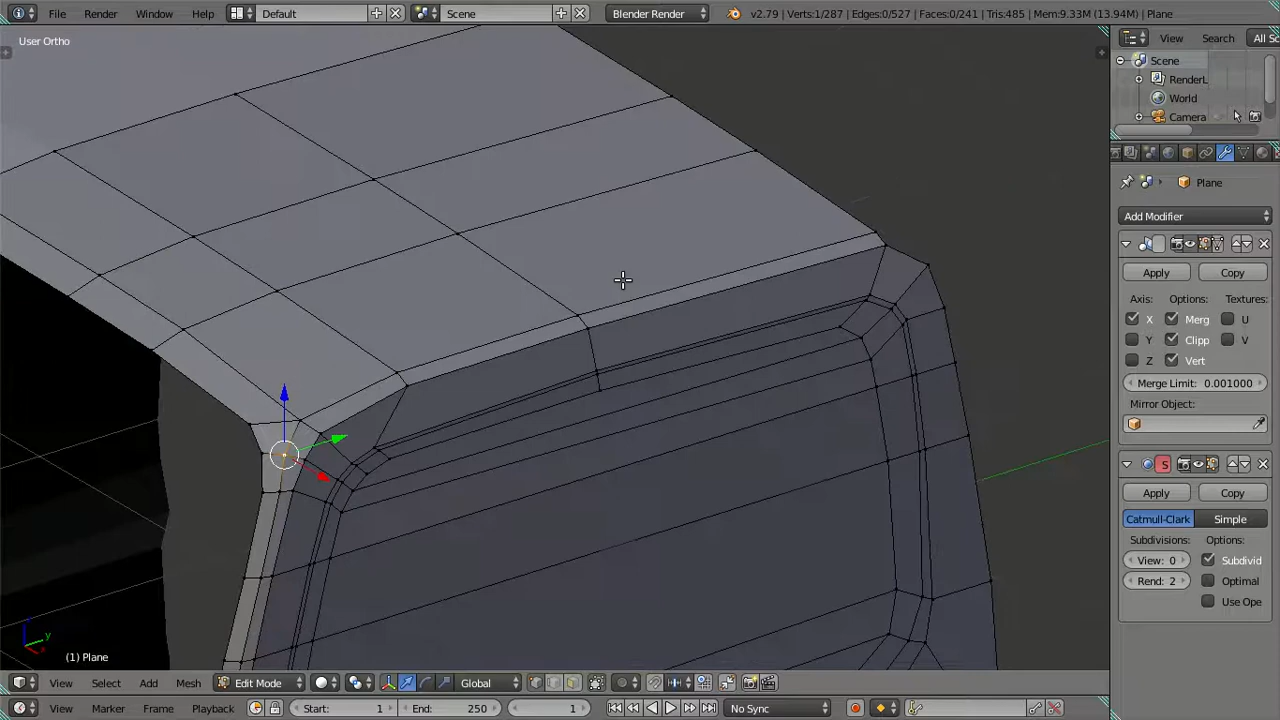 File Render Window Help Default Scene Blender Render v2.79 | Verts:1/287 | Edges:0/527 | Faces:0/241 | Tris:485 | Mem:9.33M (13.94M) | Plane
User Ortho
View Search All Sc
Scene
RenderL
World
Camera
Plane
Add Modifier
Apply Copy
Axis: Options: Textures:
X Merg U
Y Clipp V
Z Vert
Merge Limit: 0.001000
Mirror Object:
S
Apply Copy
Catmull-Clark Simple
Subdivisions: Options:
View: 0 Subdivid
Rend: 2 Optimal
Use Ope
(1) Plane
View Select Add Mesh Edit Mode Global
View Marker Frame Playback Start: 1 End: 250 1 No Sync